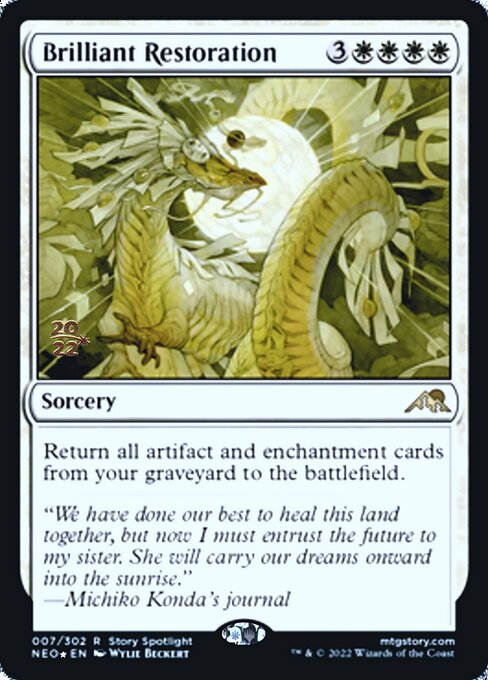 Brilliant Restoration 3
20
22
Sorcery
Return all artifact and enchantment cards
from your graveyard to the battlefield.
“We have done our best to heal this land
together, but now I must entrust the future to
my sister. She will carry our dreams onward
into the sunrise.”
—Michiko Konda’s journal
007/302 R Story Spotlight
mtgstory.com
NEO★EN Wylie Beckert
™ & © 2022 Wizards of the Coast